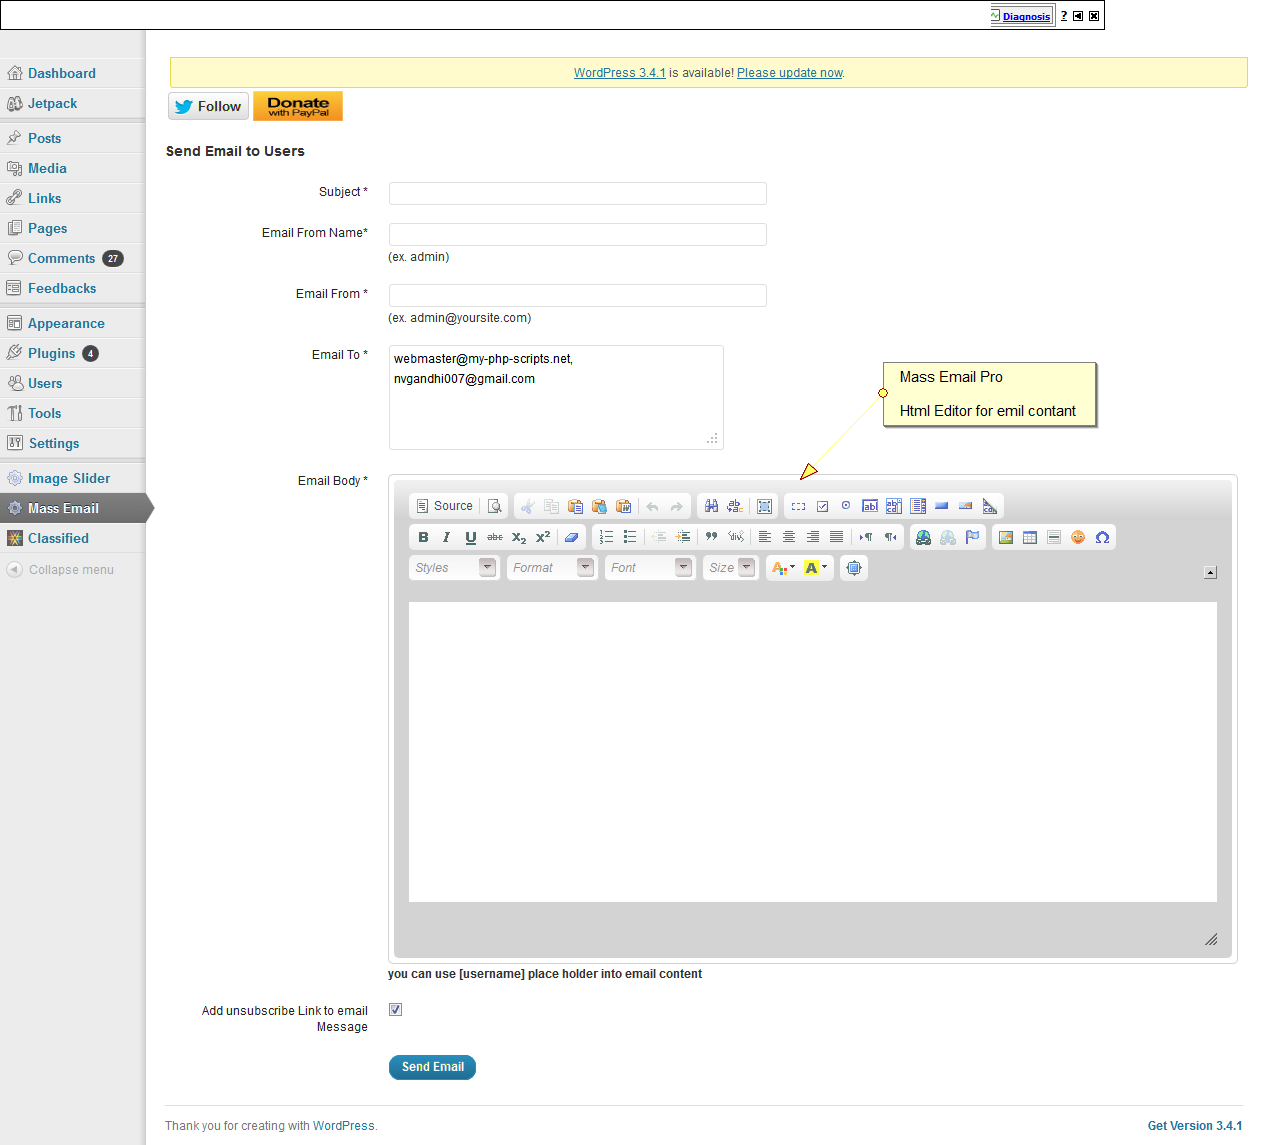 Diagnosis ?
WordPress 3.4.1 is available! Please update now.
Follow
Donate
with PayPal
Dashboard
Jetpack
Posts
Media
Links
Pages
Comments 27
Feedbacks
Appearance
Plugins 4
Users
Tools
Settings
Image Slider
Mass Email
Classified
Collapse menu
Send Email to Users
Subject *
Email From Name*
(ex. admin)
Email From *
(ex. admin@yoursite.com)
Email To *
webmaster@my-php-scripts.net,
nvgandhi007@gmail.com
Mass Email Pro
Html Editor for emil contant
Email Body *
Source
B I U abc X2 X2
Styles Format Font Size A A
you can use [username] place holder into email content
Add unsubscribe Link to email
Message
Send Email
Thank you for creating with WordPress.
Get Version 3.4.1